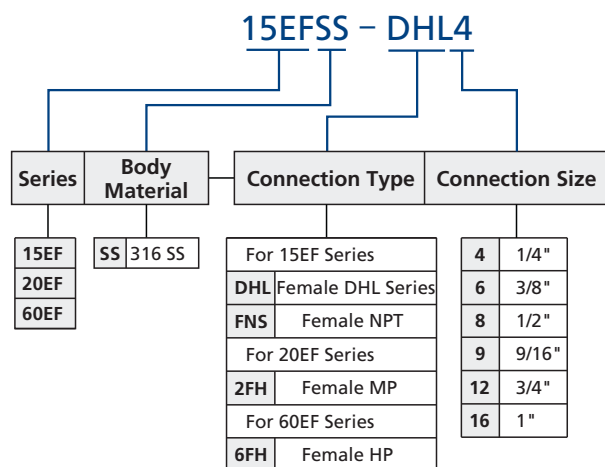 15EFSS – DHL4
Series
Body Material
Connection Type
Connection Size
15EF
20EF
60EF
SS 316 SS
For 15EF Series
DHL Female DHL Series
FNS Female NPT
For 20EF Series
2FH Female MP
For 60EF Series
6FH Female HP
4 1/4"
6 3/8"
8 1/2"
9 9/16"
12 3/4"
16 1"